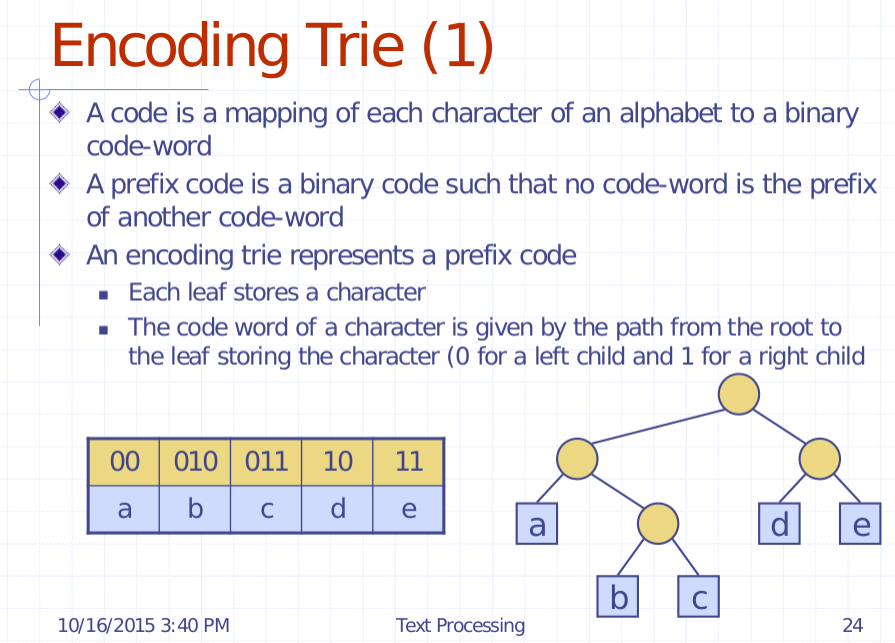 Encoding Trie (1)
A code is a mapping of each character of an alphabet to a binary
code-word
A prefix code is a binary code such that no code-word is the prefix
of another code-word
An encoding trie represents a prefix code
Each leaf stores a character
The code word of a character is given by the path from the root to
the leaf storing the character (0 for a left child and 1 for a right child
00 010 011 10 11
a b c d e
a d e
b c
10/16/2015 3:40 PM Text Processing 24